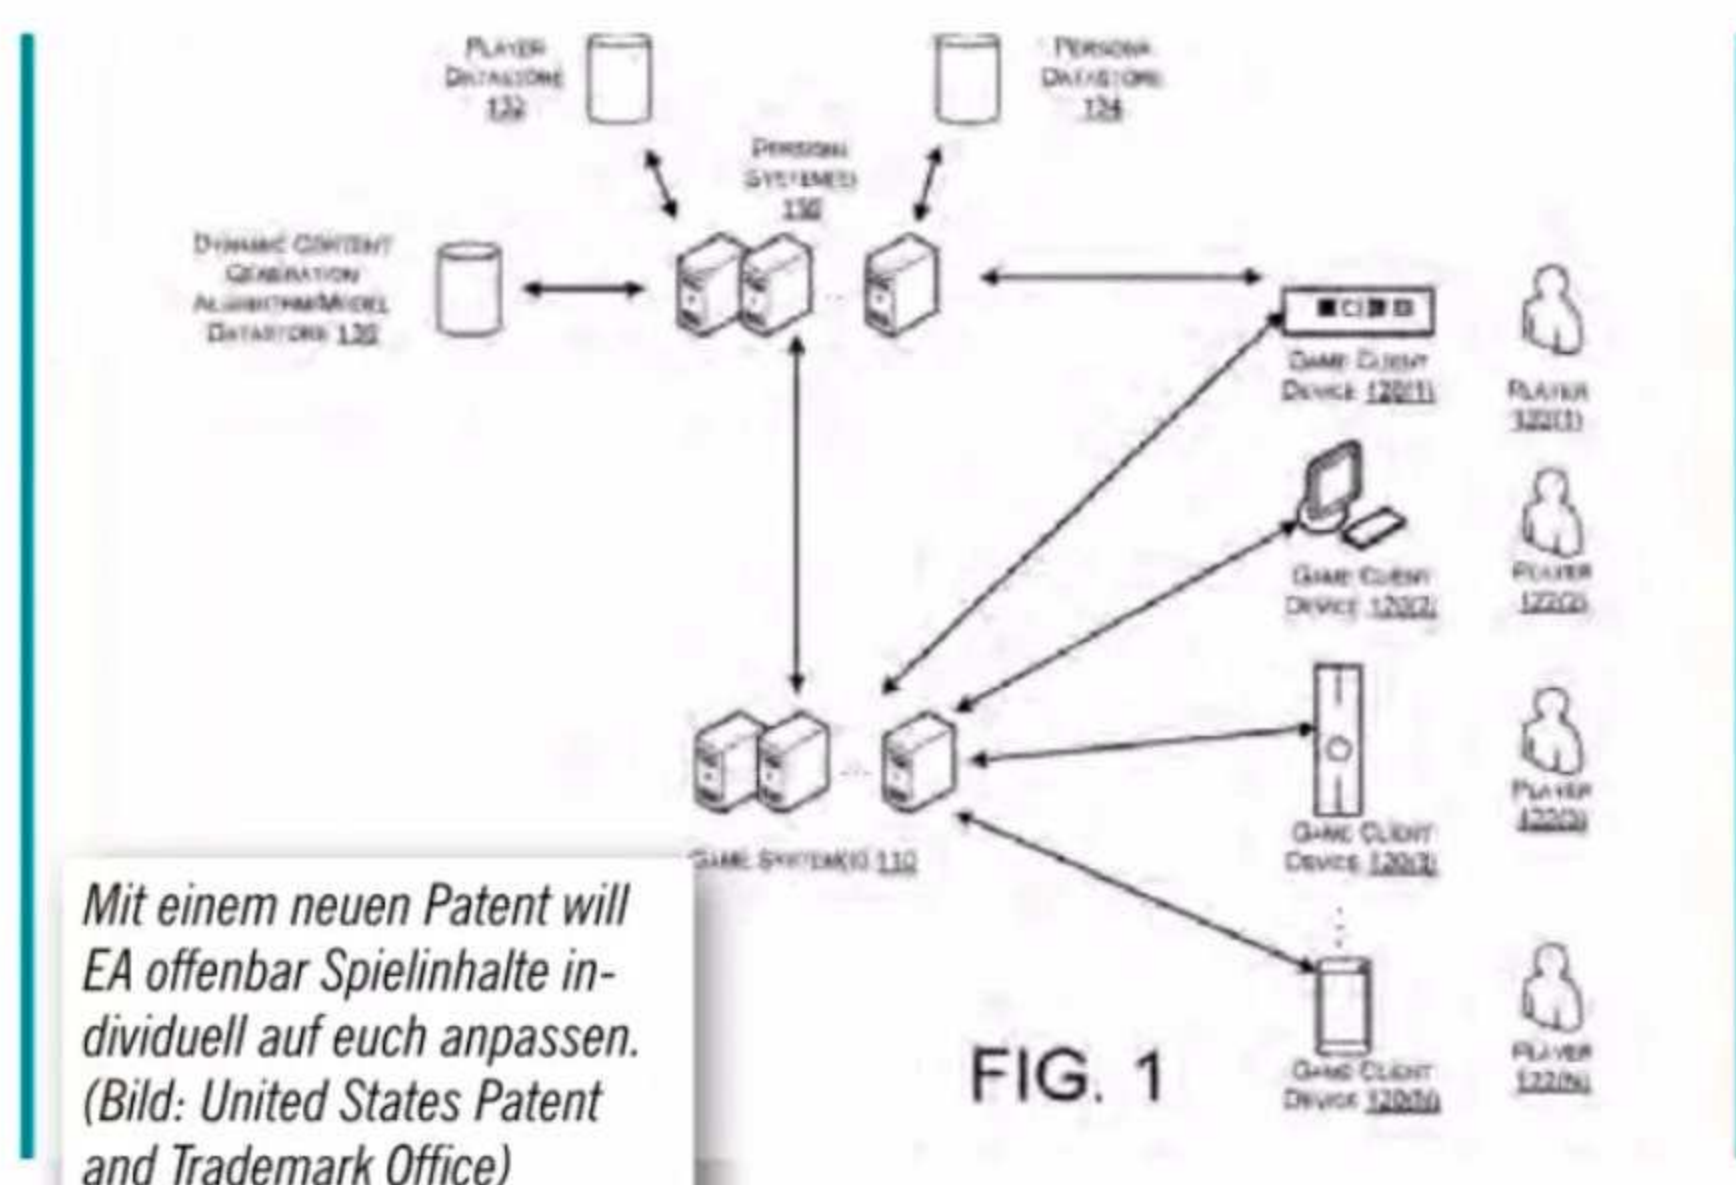 PLAYER
DATASTORE
132
PERSONA
DATASTORE
134
PERSONA
SYSTEM(S)
130
DYNAMIC CONTENT
GENERATION
ALGORITHM/MODEL
DATASTORE 136
GAME CLIENT
DEVICE 120(1)
PLAYER
122(1)
GAME CLIENT
DEVICE 120(2)
PLAYER
122(2)
GAME CLIENT
DEVICE 120(3)
PLAYER
122(3)
GAME SYSTEM(S) 110
GAME CLIENT
DEVICE 120(N)
PLAYER
122(N)
FIG. 1
Mit einem neuen Patent will
EA offenbar Spielinhalte in-
dividuell auf euch anpassen.
(Bild: United States Patent
and Trademark Office)